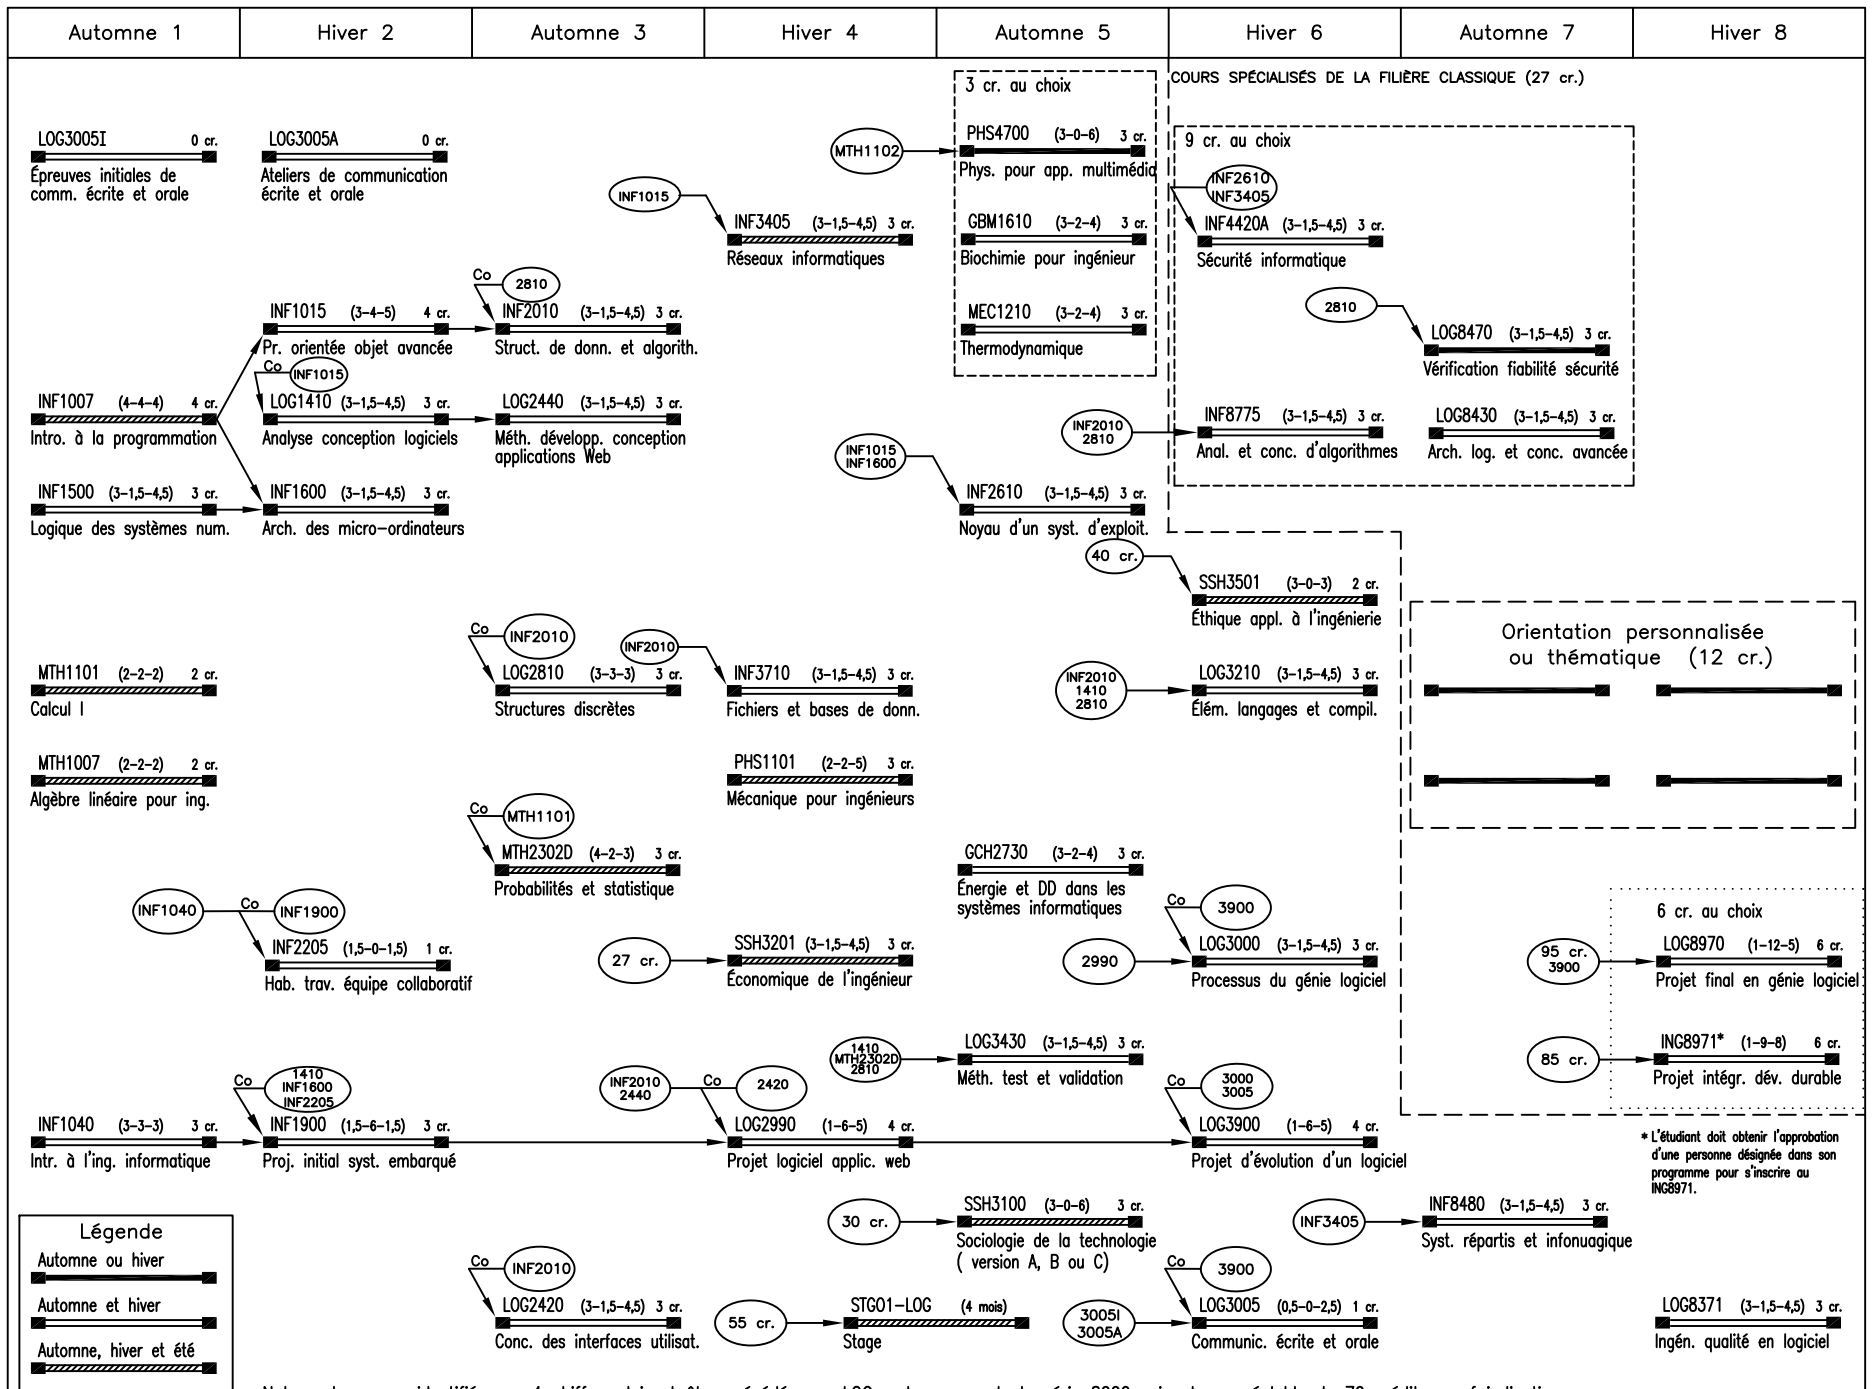 Automne 1
Hiver 2
Automne 3
Hiver 4
Automne 5
Hiver 6
Automne 7
Hiver 8
LOG3005I 0 cr.
Épreuves initiales de
comm. écrite et orale
INF1007 (4-4-4) 4 cr.
Intro. à la programmation
INF1500 (3-1,5-4,5) 3 cr.
Logique des systèmes num.
MTH1101 (2-2-2) 2 cr.
Calcul I
MTH1007 (2-2-2) 2 cr.
Algèbre linéaire pour ing.
INF1040
INF1040 (3-3-3) 3 cr.
Intr. à l'ing. informatique
Légende
Automne ou hiver
Automne et hiver
Automne, hiver et été
LOG3005A 0 cr.
Ateliers de communication
écrite et orale
INF1015 (3-4-5) 4 cr.
Pr. orientée objet avancée
Co
INF1015
LOG1410 (3-1,5-4,5) 3 cr.
Analyse conception logiciels
INF1600 (3-1,5-4,5) 3 cr.
Arch. des micro-ordinateurs
Co
INF1900
INF2205 (1,5-0-1,5) 1 cr.
Hab. trav. équipe collaboratif
Co
1410
INF1600
INF2205
INF1900 (1,5-6-1,5) 3 cr.
Proj. initial syst. embarqué
Co
2810
INF2010 (3-1,5-4,5) 3 cr.
Struct. de donn. et algorith.
LOG2440 (3-1,5-4,5) 3 cr.
Méth. développ. conception
applications Web
Co
INF2010
LOG2810 (3-3-3) 3 cr.
Structures discrètes
Co
MTH1101
MTH2302D (4-2-3) 3 cr.
Probabilités et statistique
Co
INF2010
LOG2420 (3-1,5-4,5) 3 cr.
Conc. des interfaces utilisat.
INF1015
INF3405 (3-1,5-4,5) 3 cr.
Réseaux informatiques
INF2010
INF3710 (3-1,5-4,5) 3 cr.
Fichiers et bases de donn.
PHS1101 (2-2-5) 3 cr.
Mécanique pour ingénieurs
27 cr.
SSH3201 (3-1,5-4,5) 3 cr.
Économique de l'ingénieur
INF2010
2440
Co
2420
LOG2990 (1-6-5) 4 cr.
Projet logiciel applic. web
55 cr.
STG01-LOG (4 mois)
Stage
3 cr. au choix
MTH1102
PHS4700 (3-0-6) 3 cr.
Phys. pour app. multimédia
GBM1610 (3-2-4) 3 cr.
Biochimie pour ingénieur
MEC1210 (3-2-4) 3 cr.
Thermodynamique
INF1015
INF1600
INF2610 (3-1,5-4,5) 3 cr.
Noyau d'un syst. d'exploit.
GCH2730 (3-2-4) 3 cr.
Énergie et DD dans les
systèmes informatiques
1410
MTH2302D
2810
LOG3430 (3-1,5-4,5) 3 cr.
Méth. test et validation
30 cr.
SSH3100 (3-0-6) 3 cr.
Sociologie de la technologie
( version A, B ou C)
COURS SPÉCIALISÉS DE LA FILIÈRE CLASSIQUE (27 cr.)
9 cr. au choix
INF2610
INF3405
INF4420A (3-1,5-4,5) 3 cr.
Sécurité informatique
2810
LOG8470 (3-1,5-4,5) 3 cr.
Vérification fiabilité sécurité
INF2010
2810
INF8775 (3-1,5-4,5) 3 cr.
Anal. et conc. d'algorithmes
LOG8430 (3-1,5-4,5) 3 cr.
Arch. log. et conc. avancée
40 cr.
SSH3501 (3-0-3) 2 cr.
Éthique appl. à l'ingénierie
INF2010
1410
2810
LOG3210 (3-1,5-4,5) 3 cr.
Élém. langages et compil.
2990
Co
3900
LOG3000 (3-1,5-4,5) 3 cr.
Processus du génie logiciel
Co
3000
3005
LOG3900 (1-6-5) 4 cr.
Projet d'évolution d'un logiciel
3005I
3005A
Co
3900
LOG3005 (0,5-0-2,5) 1 cr.
Communic. écrite et orale
Orientation personnalisée
ou thématique (12 cr.)
INF3405
INF8480 (3-1,5-4,5) 3 cr.
Syst. répartis et infonuagique
6 cr. au choix
95 cr.
3900
LOG8970 (1-12-5) 6 cr.
Projet final en génie logiciel
85 cr.
ING8971* (1-9-8) 6 cr.
Projet intégr. dév. durable
* L'étudiant doit obtenir l'approbation
d'une personne désignée dans son
programme pour s'inscrire au
ING8971.
LOG8371 (3-1,5-4,5) 3 cr.
Ingén. qualité en logiciel